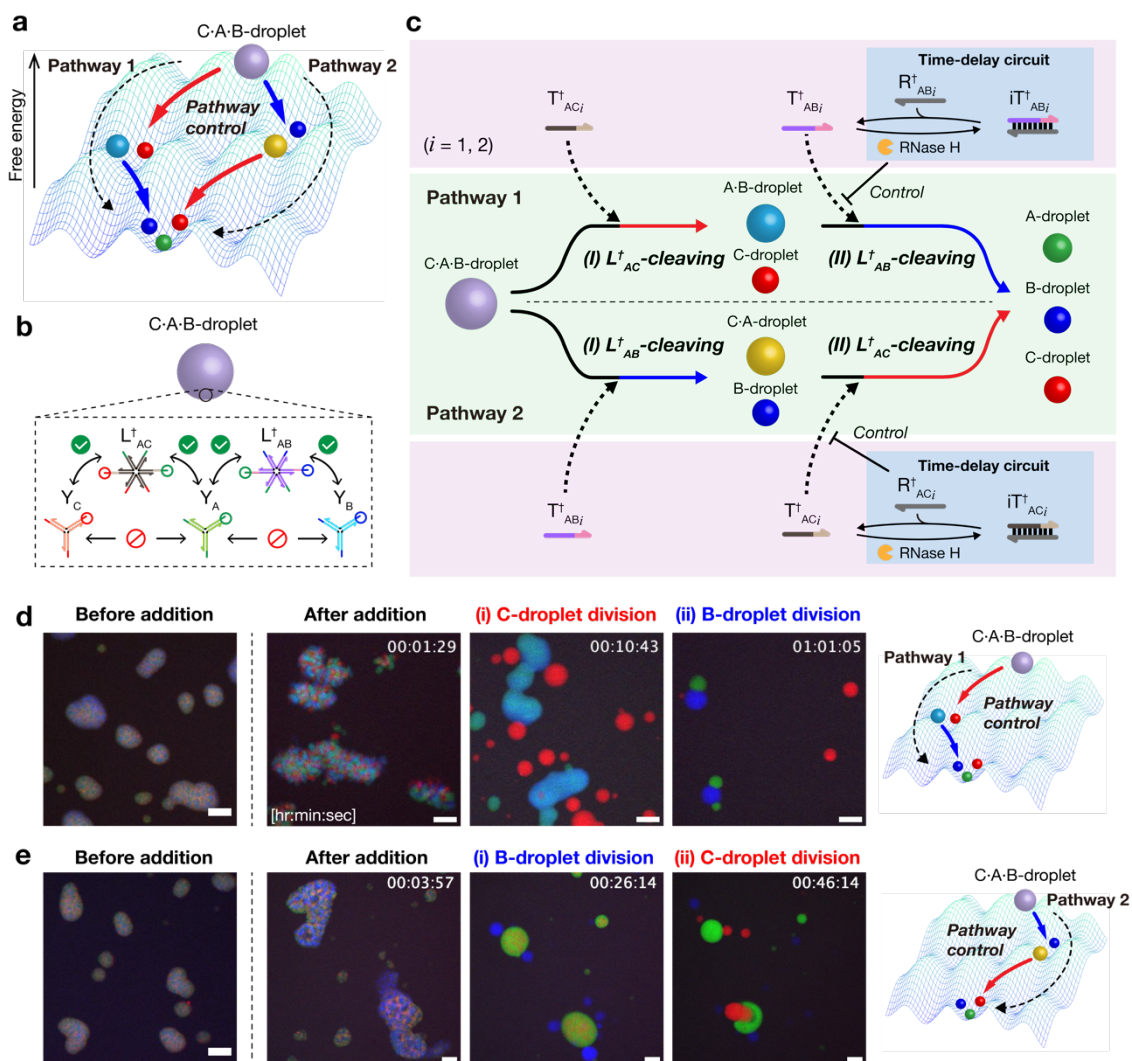 a
C·A·B-droplet
Pathway 1
Pathway 2
Pathway
control
Free energy
b
C·A·B-droplet
L†AC
L†AB
YC
YA
YB
c
Time-delay circuit
T†ACi
T†ABi
R†ABi
iT†ABi
(i = 1, 2)
RNase H
Control
Pathway 1
A·B-droplet
A-droplet
C·A·B-droplet
(I) L†AC-cleaving
C-droplet
(II) L†AB-cleaving
B-droplet
C·A-droplet
(I) L†AB-cleaving
(II) L†AC-cleaving
B-droplet
C-droplet
Pathway 2
Control
Time-delay circuit
T†ABi
T†ACi
R†ACi
iT†ACi
RNase H
d
Before addition
After addition
(i) C-droplet division
(ii) B-droplet division
00:01:29
00:10:43
01:01:05
[hr:min:sec]
C·A·B-droplet
Pathway 1
Pathway
control
e
Before addition
After addition
(i) B-droplet division
(ii) C-droplet division
00:03:57
00:26:14
00:46:14
C·A·B-droplet
Pathway 2
Pathway
control